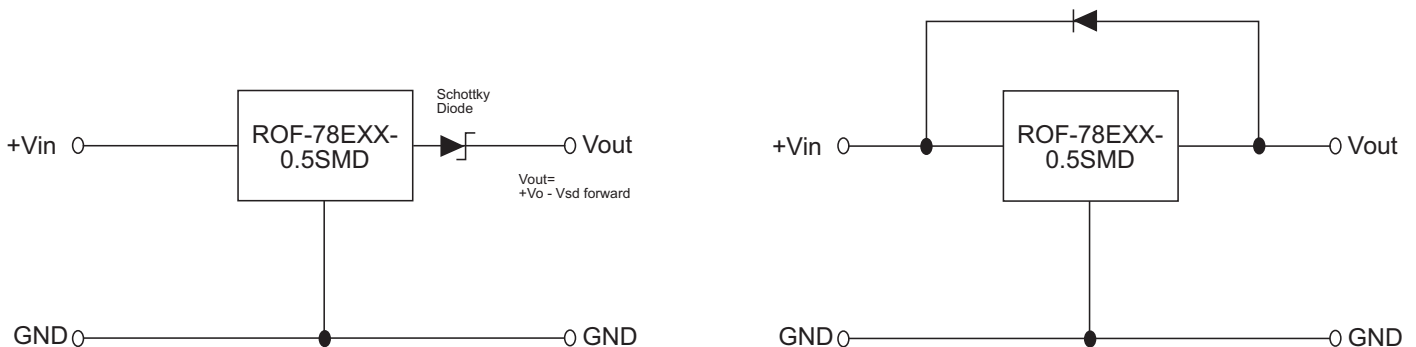 Schottky
Diode
+Vin
ROF-78EXX-
0.5SMD
Vout
Vout=
+Vo - Vsd forward
GND
GND
+Vin
ROF-78EXX-
0.5SMD
Vout
GND
GND